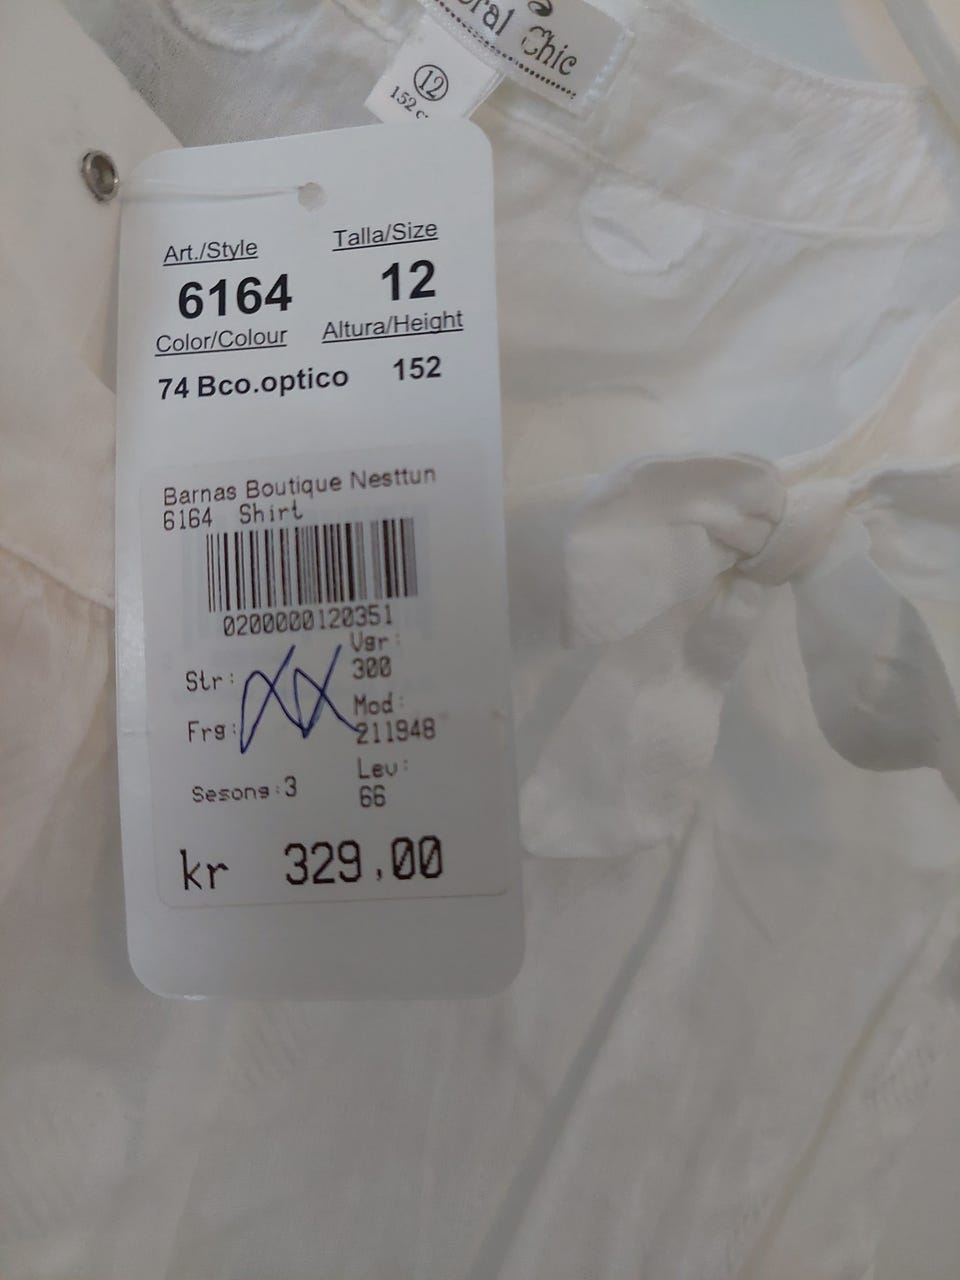 Chic
12
152
Art./Style Talla/Size
6164 12
Color/Colour Altura/Height
74 Bco.optico 152
Barnas Boutique Nesttun
6164 Shirt
0200000120351
Vgr:
Str: 300
Mod:
Frg: 211948
Lev:
Sesong:3 66
kr 329,00